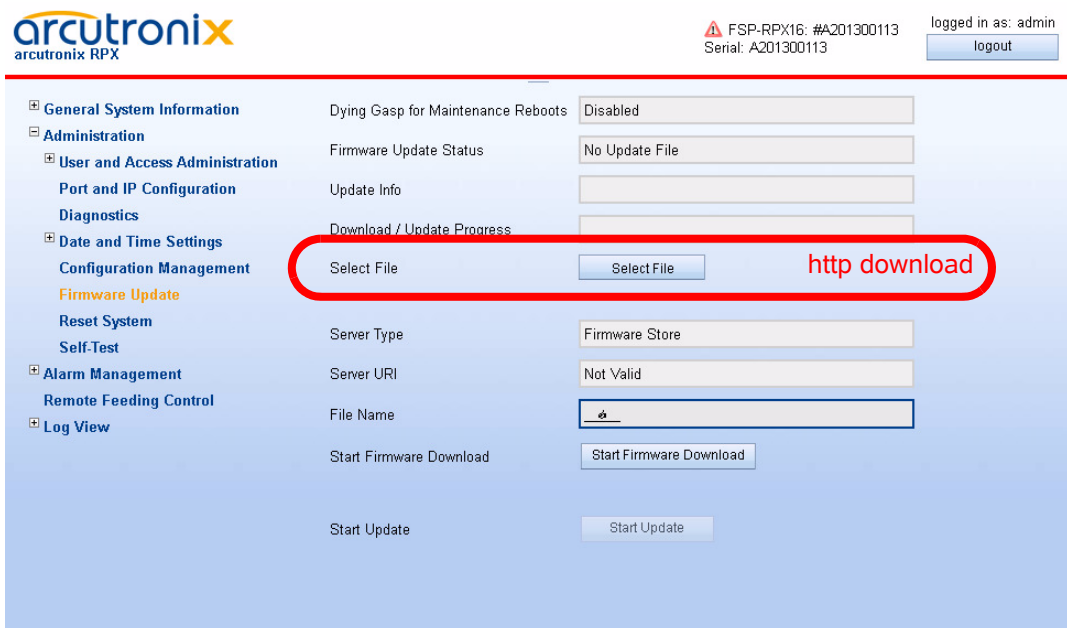 arcutronix
arcutronix RPX
FSP-RPX16: #A201300113
Serial: A201300113
logged in as: admin
logout
General System Information
Administration
User and Access Administration
Port and IP Configuration
Diagnostics
Date and Time Settings
Configuration Management
Firmware Update
Reset System
Self-Test
Alarm Management
Remote Feeding Control
Log View
Dying Gasp for Maintenance Reboots Disabled
Firmware Update Status No Update File
Update Info
Download / Update Progress
Select File Select File http download
Server Type Firmware Store
Server URI Not Valid
File Name
Start Firmware Download Start Firmware Download
Start Update Start Update